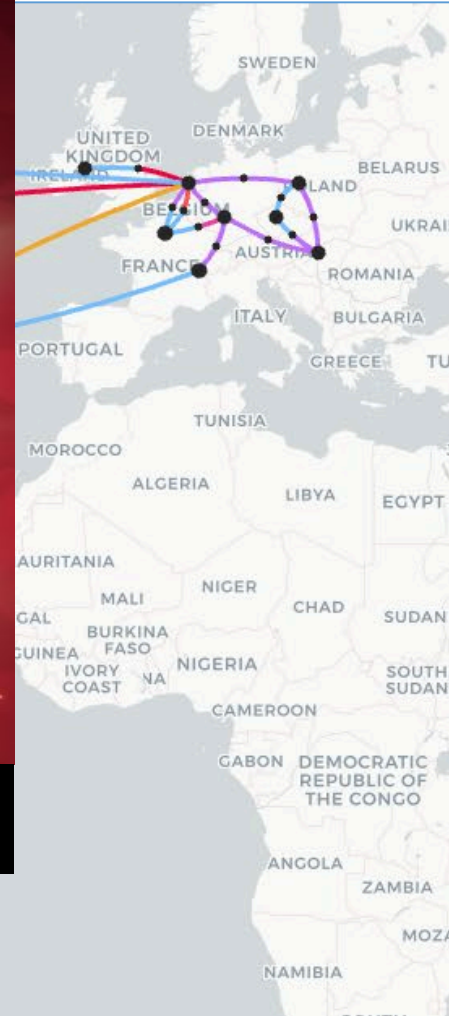 SWEDEN
DENMARK
UNITED
KINGDOM
IRELAND
BELARUS
LAND
BELGIUM
UKRAI
AUSTRIA
FRANCE
ROMANIA
ITALY
BULGARIA
PORTUGAL
GREECE
TU
TUNISIA
MOROCCO
ALGERIA
LIBYA
EGYPT
AURITANIA
MALI
NIGER
CHAD
GAL
SUDAN
BURKINA
FASO
GUINEA
NIGERIA
IVORY
COAST
NA
SOUTH
SUDAN
CAMEROON
GABON
DEMOCRATIC
REPUBLIC OF
THE CONGO
ANGOLA
ZAMBIA
MOZA
NAMIBIA